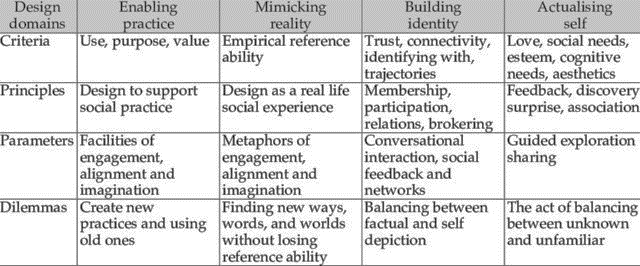 Design domains | Enabling practice | Mimicking reality | Building identity | Actualising self
Criteria | Use, purpose, value | Empirical reference ability | Trust, connectivity, identifying with, trajectories | Love, social needs, esteem, cognitive needs, aesthetics
Principles | Design to support social practice | Design as a real life social experience | Membership, participation, relations, brokering | Feedback, discovery surprise, association
Parameters | Facilities of engagement, alignment and imagination | Metaphors of engagement, alignment and imagination | Conversational interaction, social feedback and networks | Guided exploration sharing
Dilemmas | Create new practices and using old ones | Finding new ways, words, and worlds without losing reference ability | Balancing between factual and self depiction | The act of balancing between unknown and unfamiliar